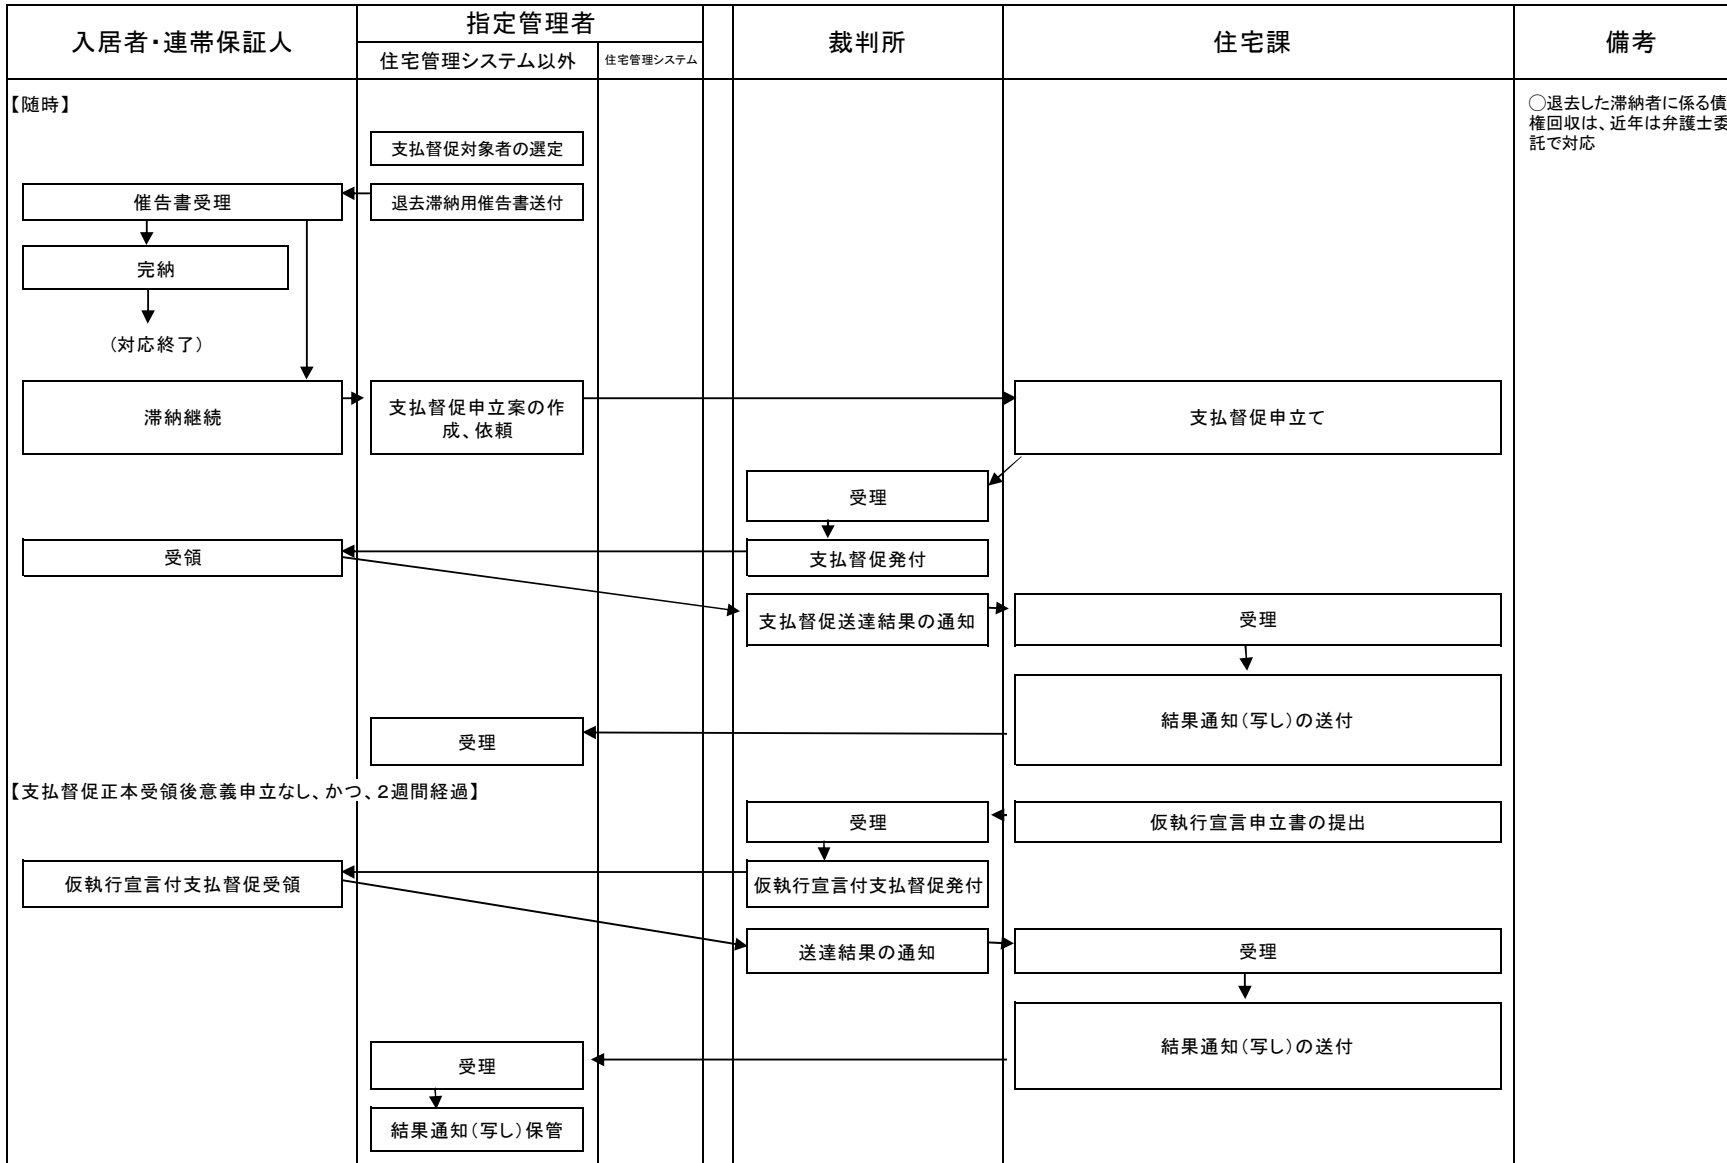 入居者・連帯保証人
指定管理者
住宅管理システム以外
住宅管理システム
裁判所
住宅課
備考
【随時】
○退去した滞納者に係る債
権回収は、近年は弁護士委
託で対応
支払督促対象者の選定
催告書受理
退去滞納用催告書送付
完納
(対応終了)
滞納継続
支払督促申立案の作
成、依頼
支払督促申立て
受理
受領
支払督促発付
支払督促送達結果の通知
受理
結果通知(写し)の送付
受理
【支払督促正本受領後意義申立なし、かつ、2週間経過】
受理
仮執行宣言申立書の提出
仮執行宣言付支払督促受領
仮執行宣言付支払督促発付
送達結果の通知
受理
結果通知(写し)の送付
受理
結果通知(写し)保管